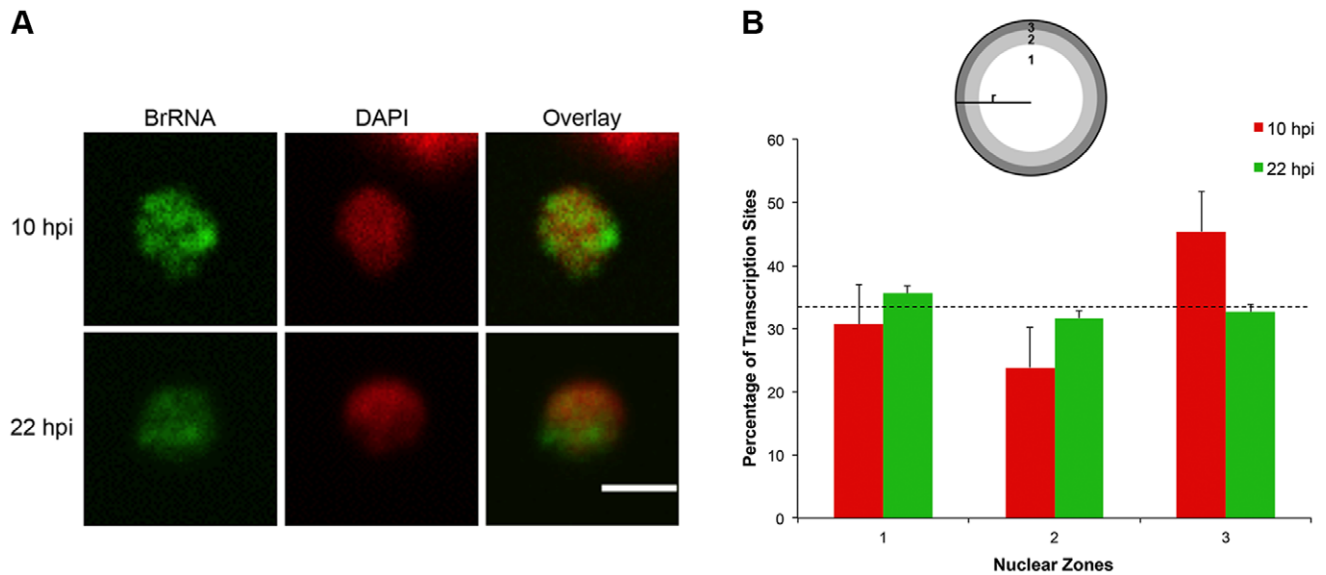 A
BrRNA
DAPI
Overlay
10 hpi
22 hpi
B
3
2
1
r
10 hpi
22 hpi
Percentage of Transcription Sites
60
50
40
30
20
10
0
1
2
3
Nuclear Zones